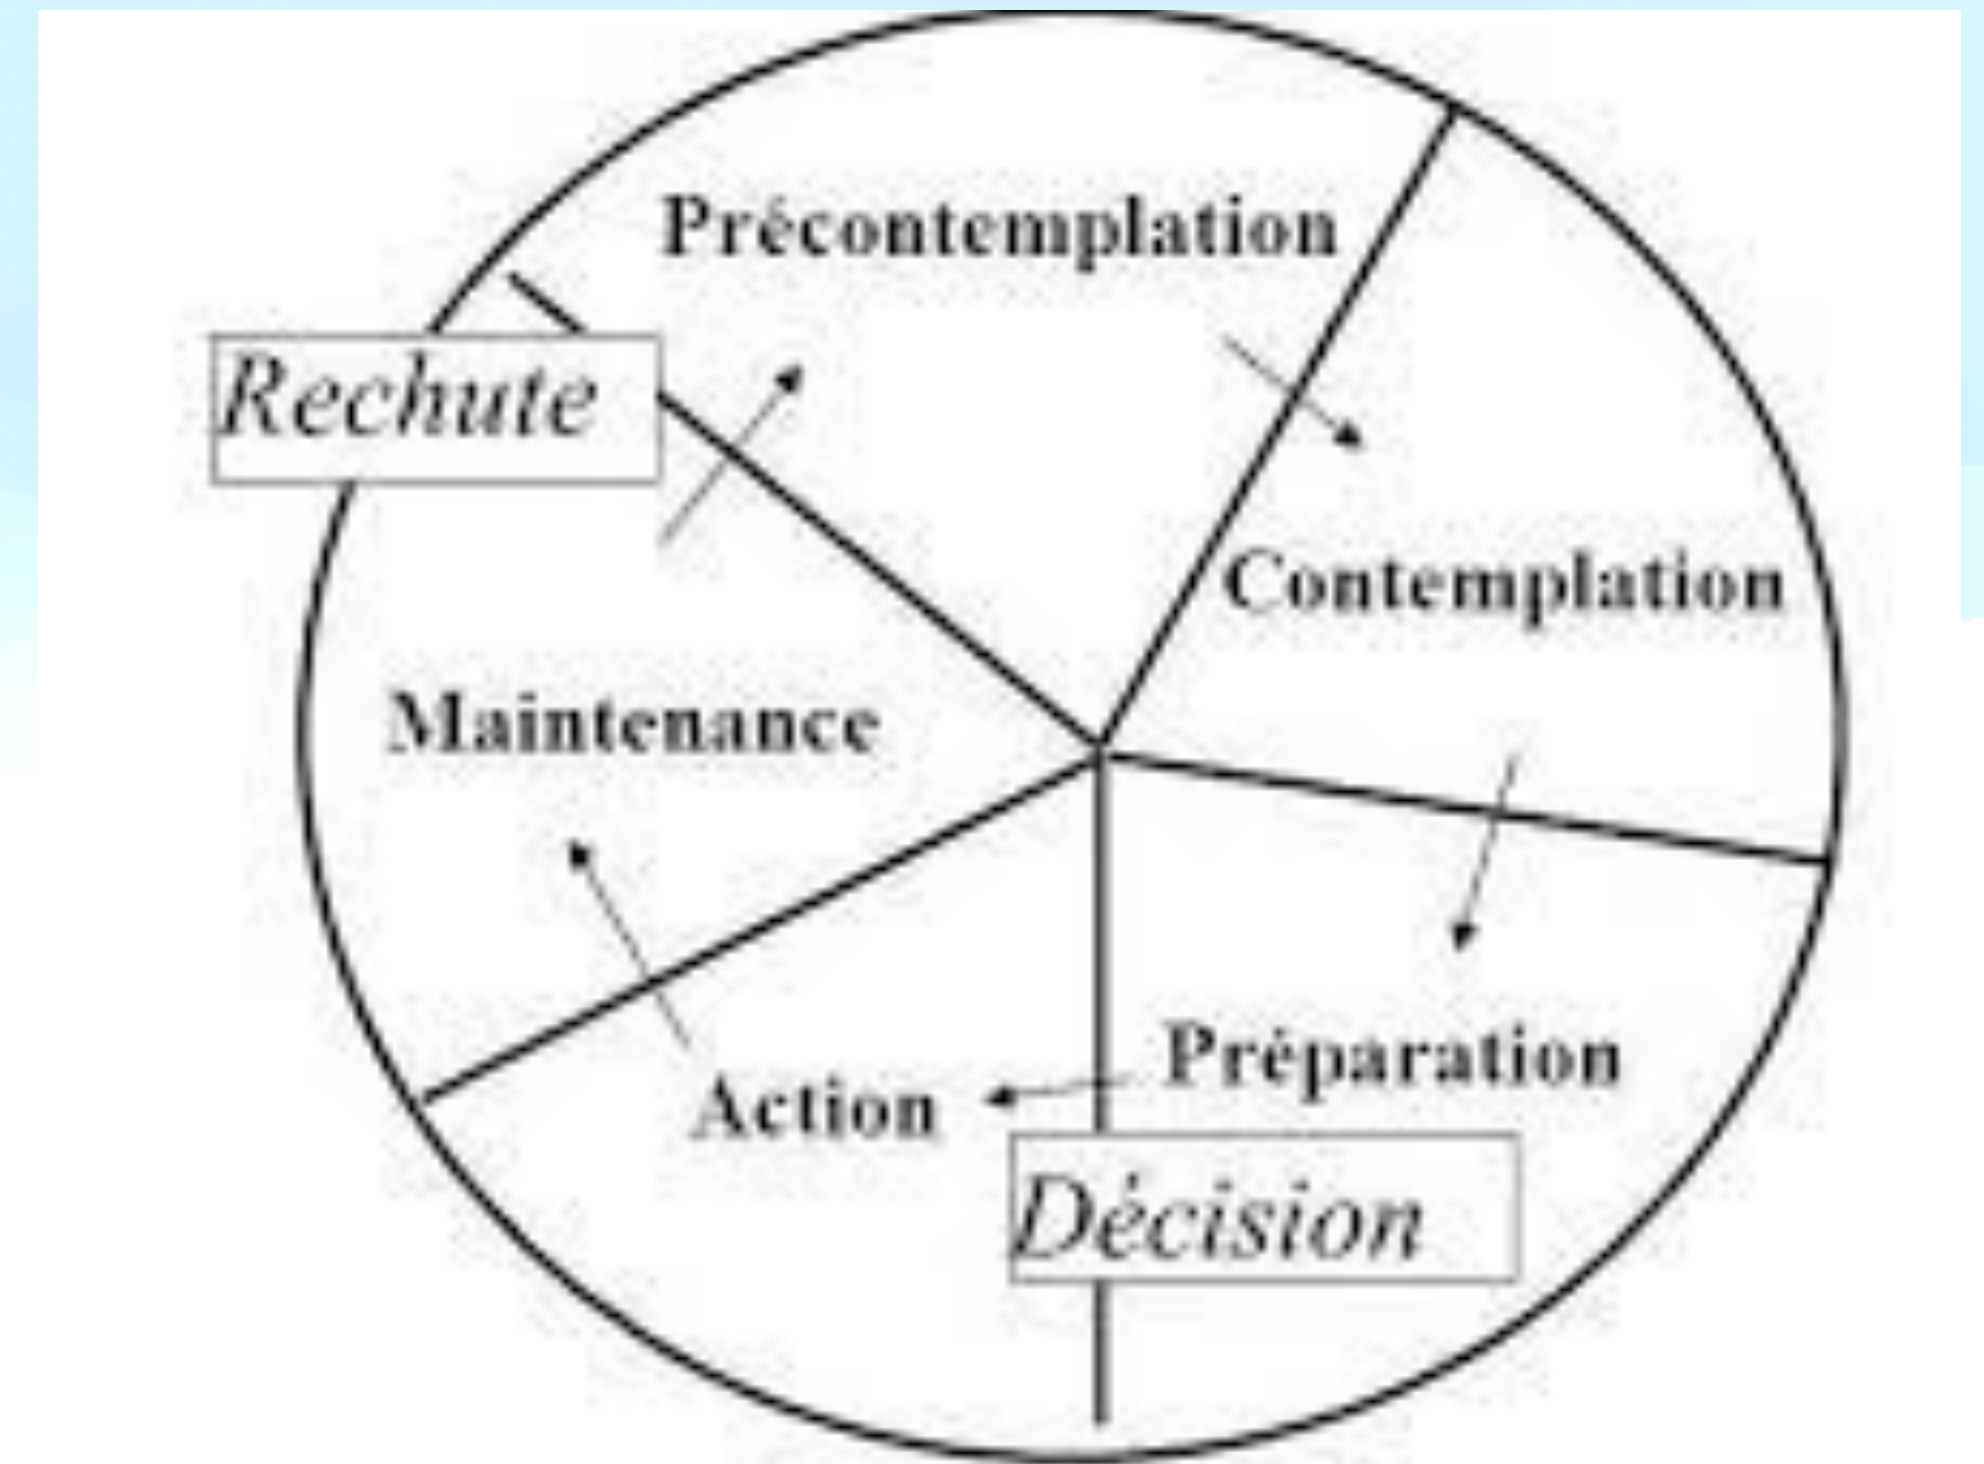 Précontemplation
Rechute
Contemplation
Maintenance
Préparation
Action
Décision